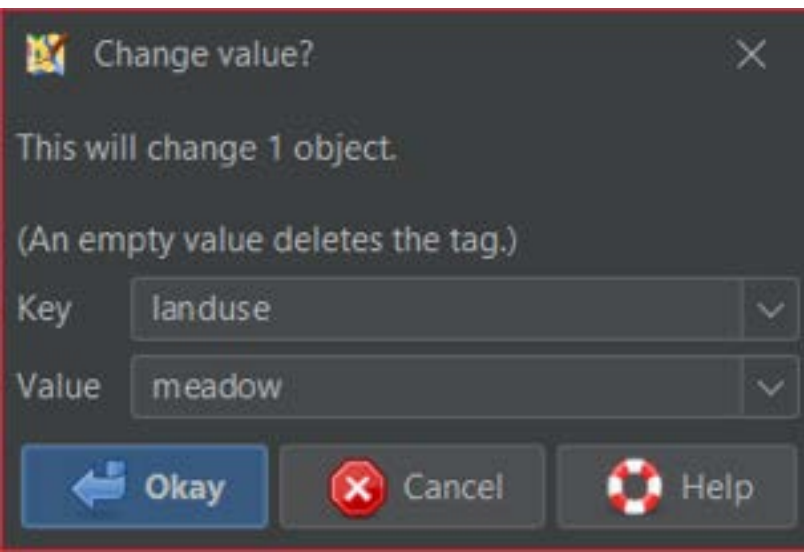 Change value?
This will change 1 object.
(An empty value deletes the tag.)
Key landuse
Value meadow
Okay Cancel Help